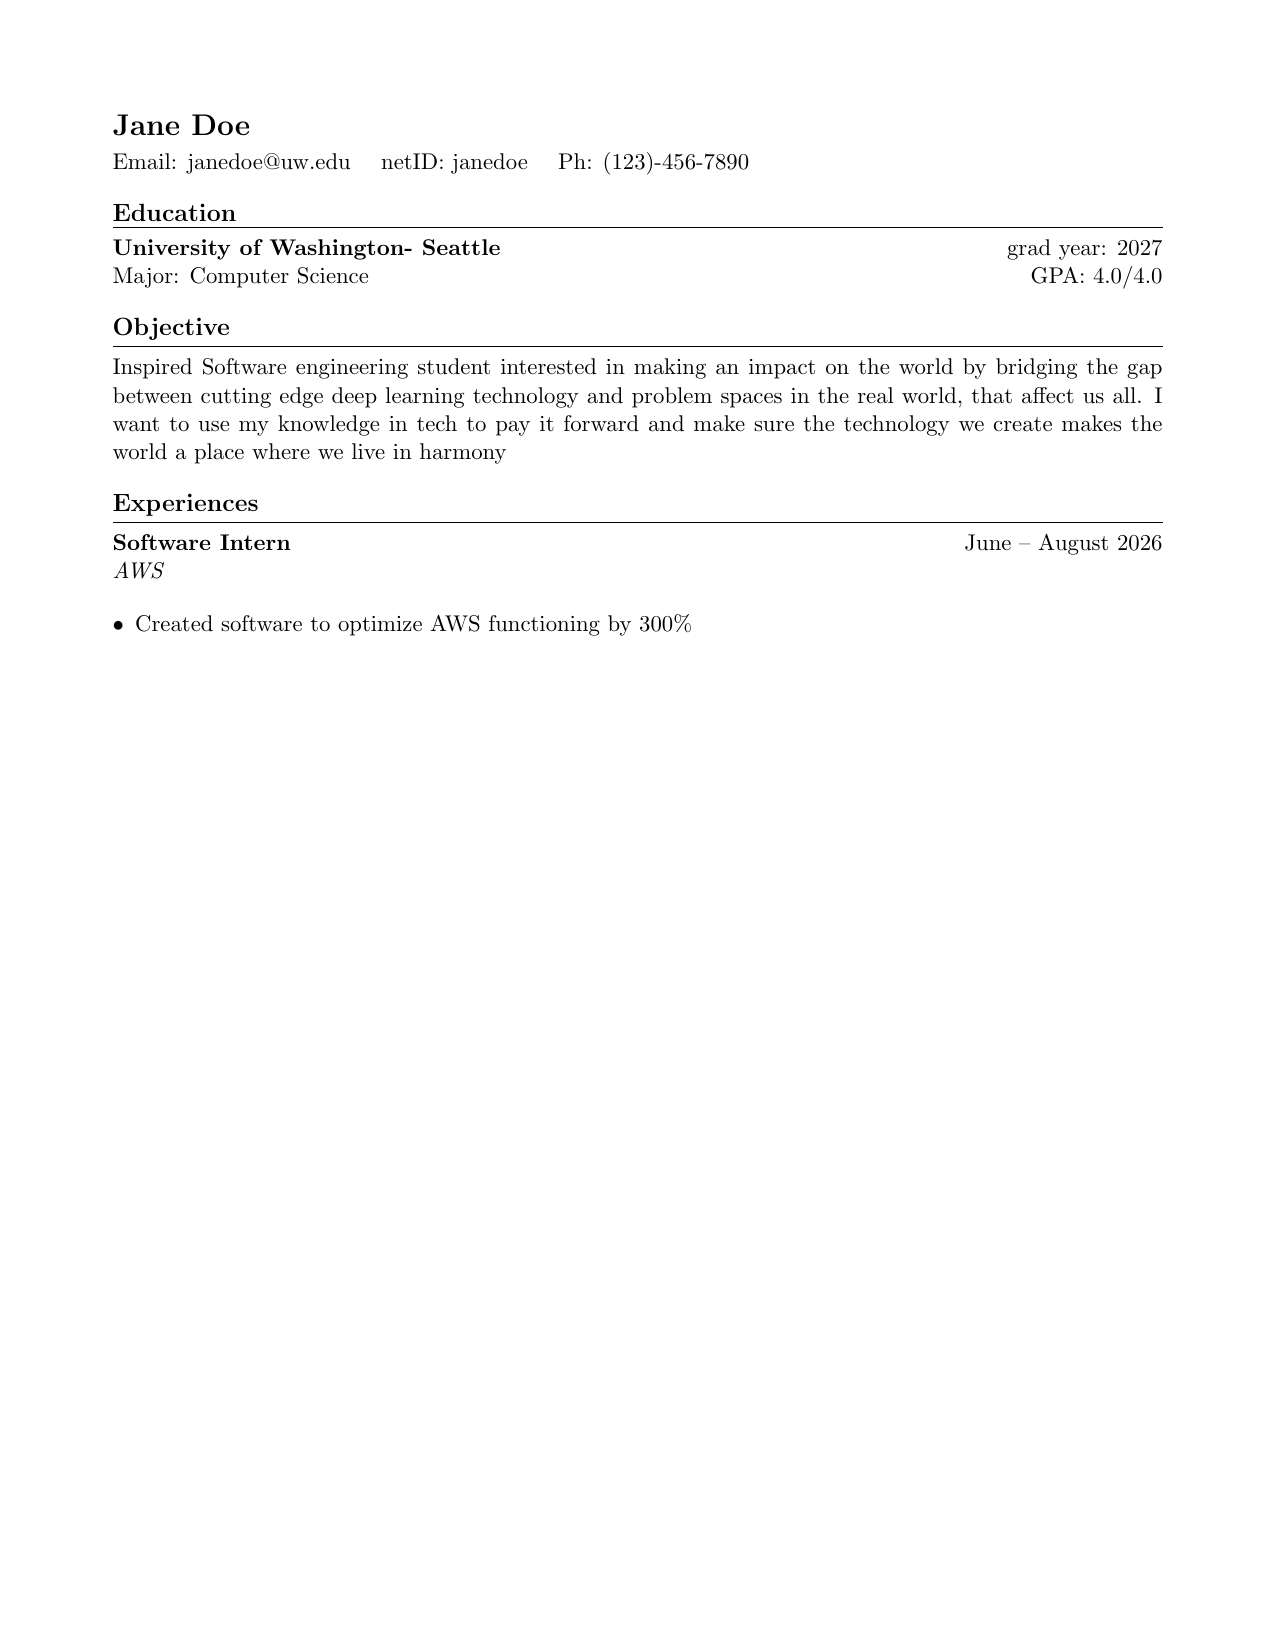 Jane Doe
Email: janedoe@uw.edu netID: janedoe Ph: (123)-456-7890
Education
University of Washington- Seattle grad year: 2027
Major: Computer Science GPA: 4.0/4.0
Objective
Inspired Software engineering student interested in making an impact on the world by bridging the gap
between cutting edge deep learning technology and problem spaces in the real world, that affect us all. I
want to use my knowledge in tech to pay it forward and make sure the technology we create makes the
world a place where we live in harmony
Experiences
Software Intern June – August 2026
AWS
• Created software to optimize AWS functioning by 300%